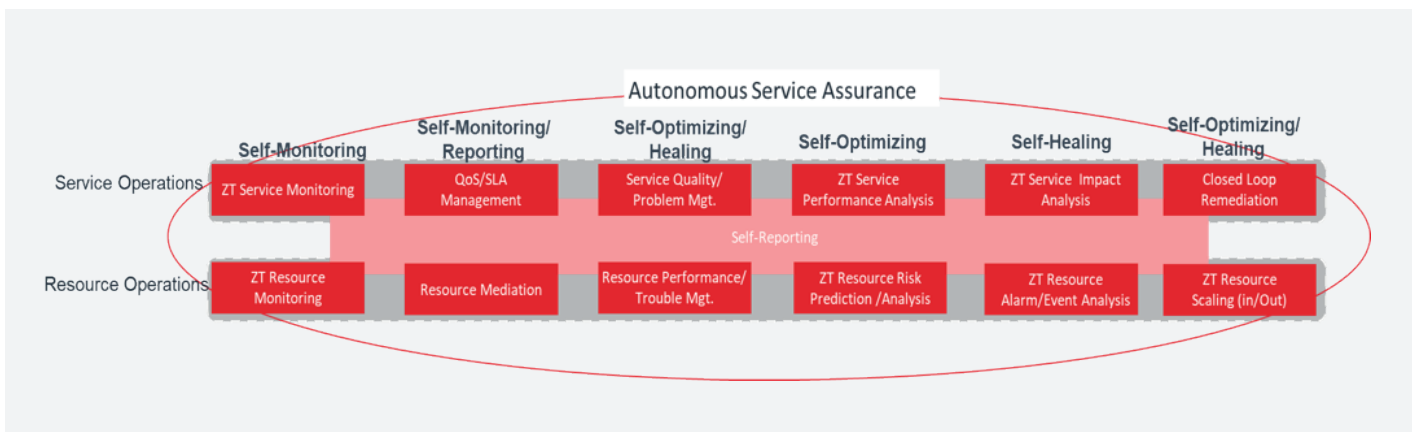 Autonomous Service Assurance
Self-Monitoring
Self-Monitoring/
Reporting
Self-Optimizing/
Healing
Self-Optimizing
Self-Healing
Self-Optimizing/
Healing
Service Operations
ZT Service Monitoring
QoS/SLA
Management
Service Quality/
Problem Mgt.
ZT Service
Performance Analysis
ZT Service Impact
Analysis
Closed Loop
Remediation
Self-Reporting
Resource Operations
ZT Resource
Monitoring
Resource Mediation
Resource Performance/
Trouble Mgt.
ZT Resource Risk
Prediction /Analysis
ZT Resource
Alarm/Event Analysis
ZT Resource
Scaling (in/Out)